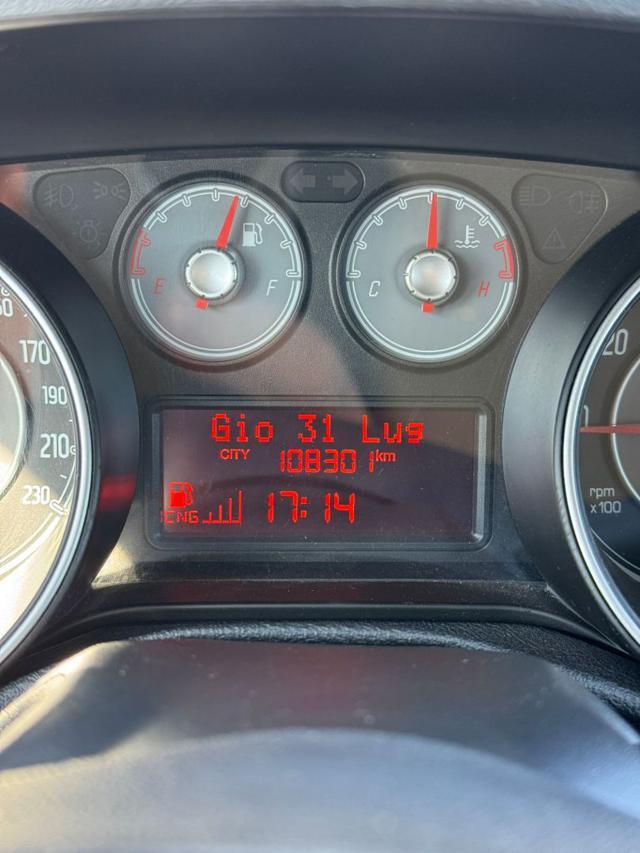 E F
C H
170
190
210
230
Gio 31 Lug
CITY 108301 km
CNG 17:14
20
rpm
x100